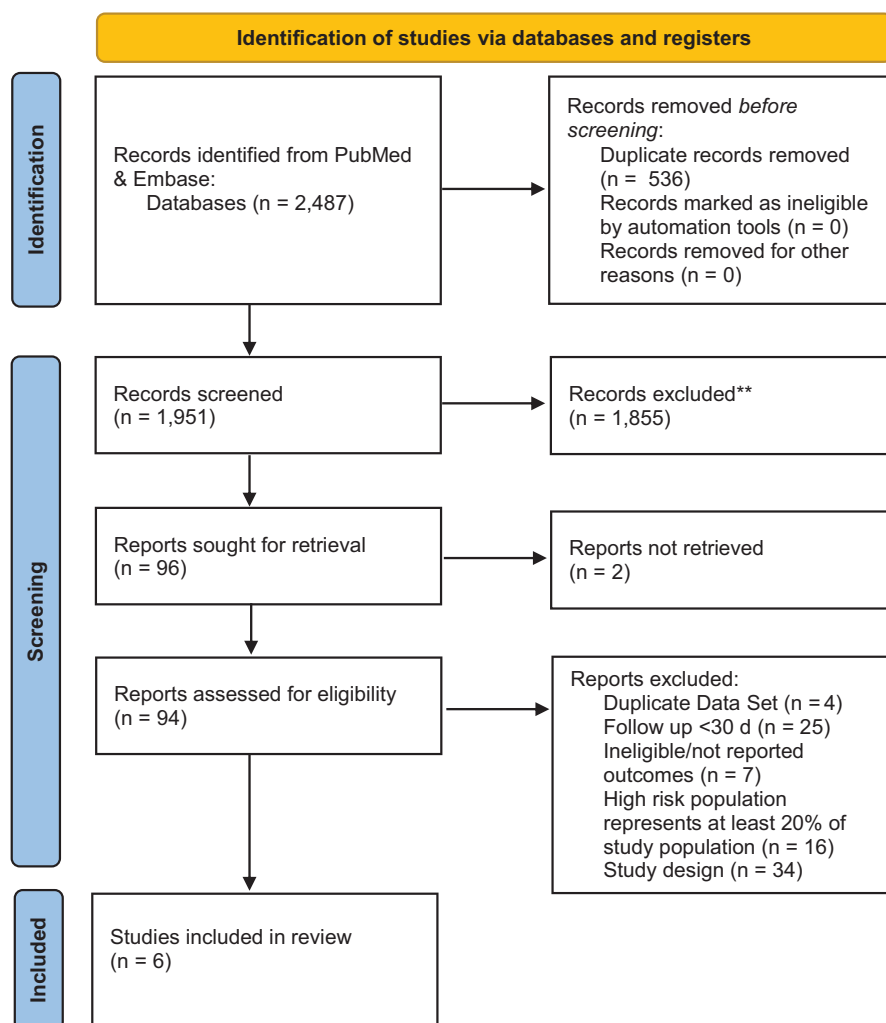 Identification of studies via databases and registers
Identification
Records identified from PubMed
& Embase:
Databases (n = 2,487)
Records removed before
screening:
Duplicate records removed
(n = 536)
Records marked as ineligible
by automation tools (n = 0)
Records removed for other
reasons (n = 0)
Screening
Records screened
(n = 1,951)
Records excluded**
(n = 1,855)
Reports sought for retrieval
(n = 96)
Reports not retrieved
(n = 2)
Reports assessed for eligibility
(n = 94)
Reports excluded:
Duplicate Data Set (n = 4)
Follow up <30 d (n = 25)
Ineligible/not reported
outcomes (n = 7)
High risk population
represents at least 20% of
study population (n = 16)
Study design (n = 34)
Included
Studies included in review
(n = 6)